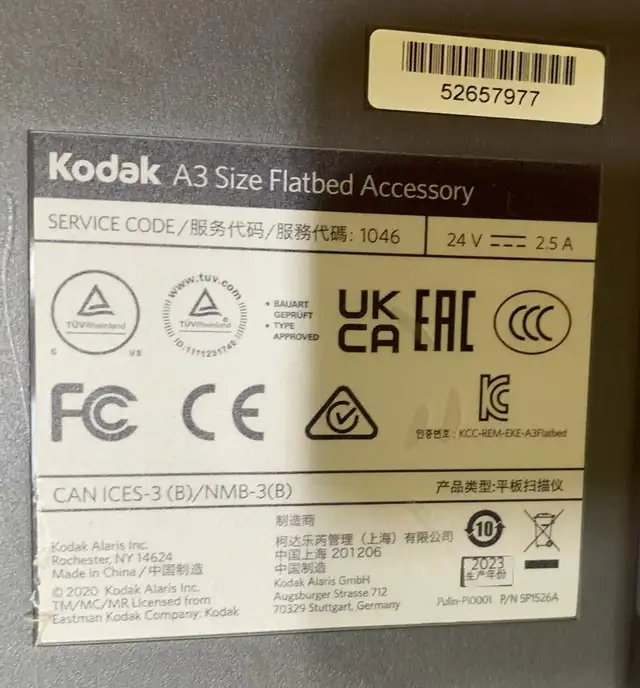 52657977
Kodak A3 Size Flatbed Accessory
SERVICE CODE/服务代码/服務代碼: 1046
24 V 2.5 A
TÜVRheinland
C US
www.tuv.com
TÜVRheinland®
ID:1111231740
• BAUART
GEPRÜFT
• TYPE
APPROVED
UK
CA
EAC
CCC
FC
CE
KC
인증번호 : KCC-REM-EKE-A3Flatbed
CAN ICES-3 (B)/NMB-3(B)
产品类型:平板扫描仪
Kodak Alaris Inc.
Rochester, NY 14624
Made in China / 中国制造
© 2020 Kodak Alaris Inc.
TM/MC/MR Licensed from
Eastman Kodak Company: Kodak
制造商
柯达乐芮管理（上海）有限公司
中国上海 201206
中国制造
Kodak Alaris GmbH
Augsburger Strasse 712
70329 Stuttgart, Germany
10
2023
生产年份
Pulin-PI0001 P/N 5P1526A